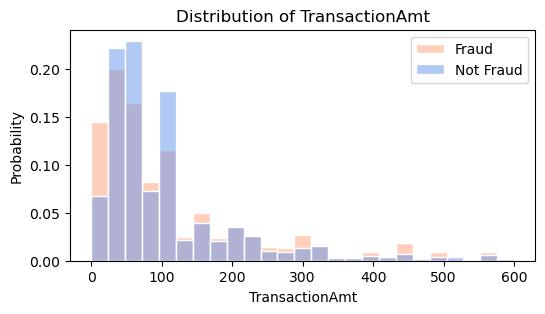 Distribution of TransactionAmt
Fraud
Not Fraud
Probability
0.20
0.15
0.10
0.05
0.00
0 100 200 300 400 500 600
TransactionAmt